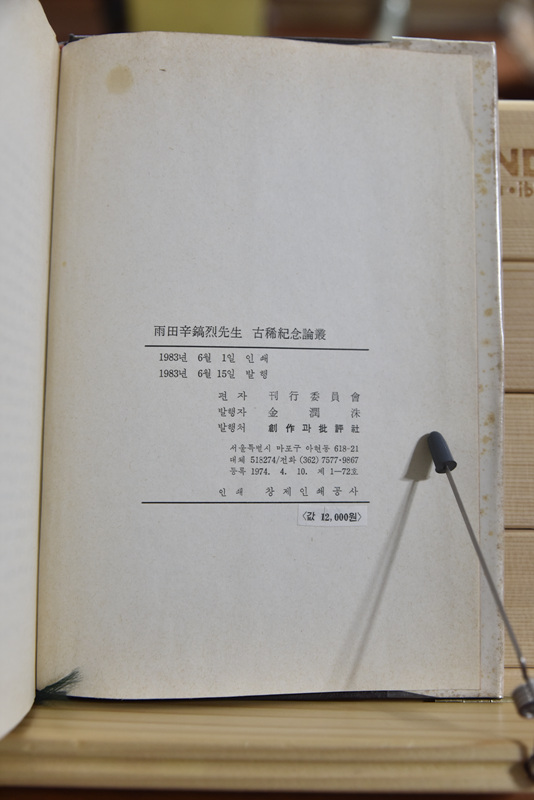 雨田辛鎬烈先生 古稀紀念論叢
1983년 6월 1일 인쇄
1983년 6월 15일 발행
편자 刊行委員會
발행자 金潤洙
발행처 創作과批評社
서울특별시 마포구 아현동 618-21
대체 518274/전화 (362) 7577·9867
등록 1974. 4. 10. 제 1—72호
인쇄 창제인쇄공사
〈값 12,000원〉